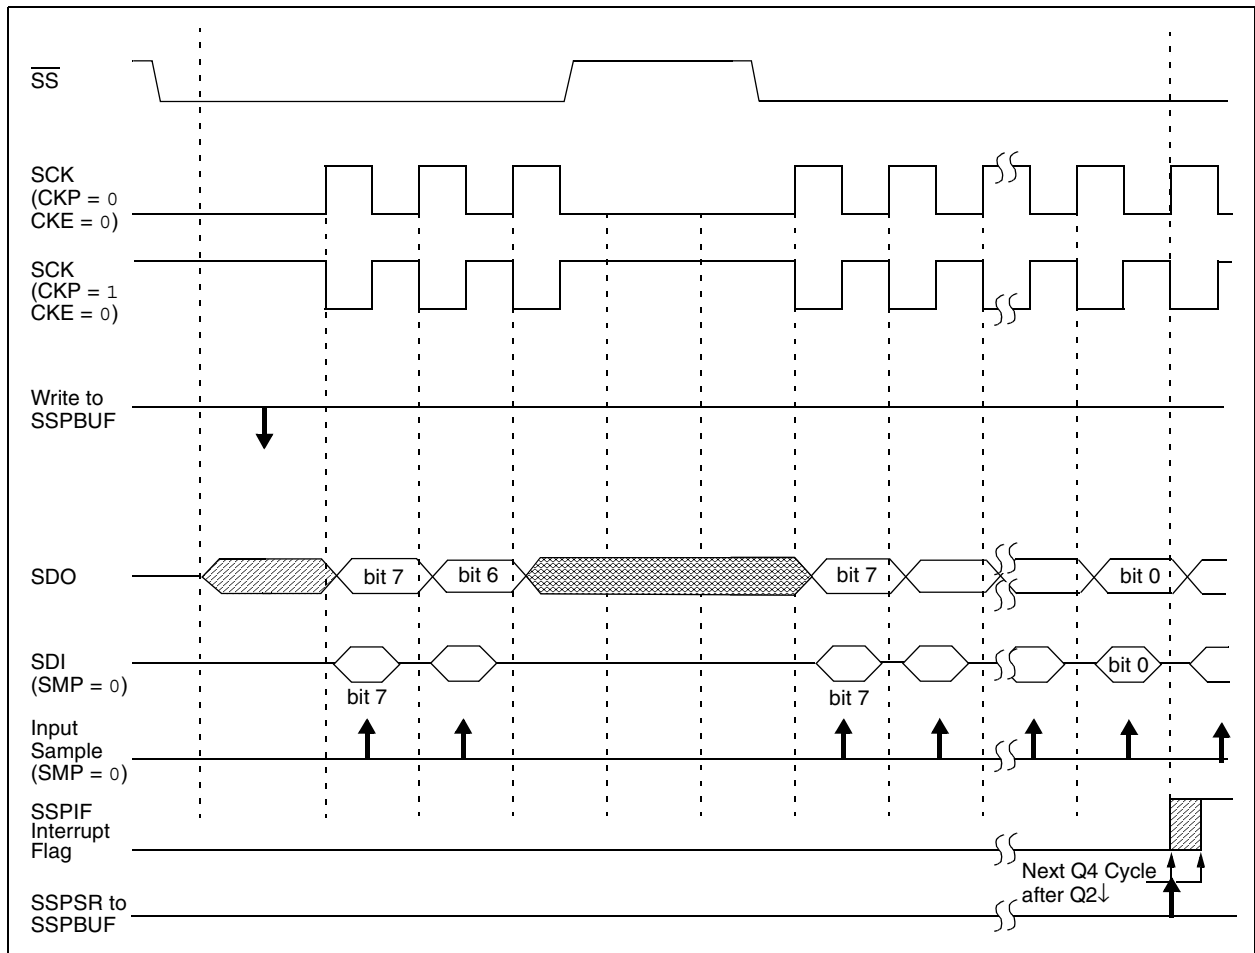 SS
SCK
(CKP = 0
CKE = 0)
SCK
(CKP = 1
CKE = 0)
Write to
SSPBUF
SDO
bit 7
bit 6
bit 7
bit 0
SDI
(SMP = 0)
bit 7
bit 7
bit 0
Input
Sample
(SMP = 0)
SSPIF
Interrupt
Flag
Next Q4 Cycle
after Q2↓
SSPSR to
SSPBUF